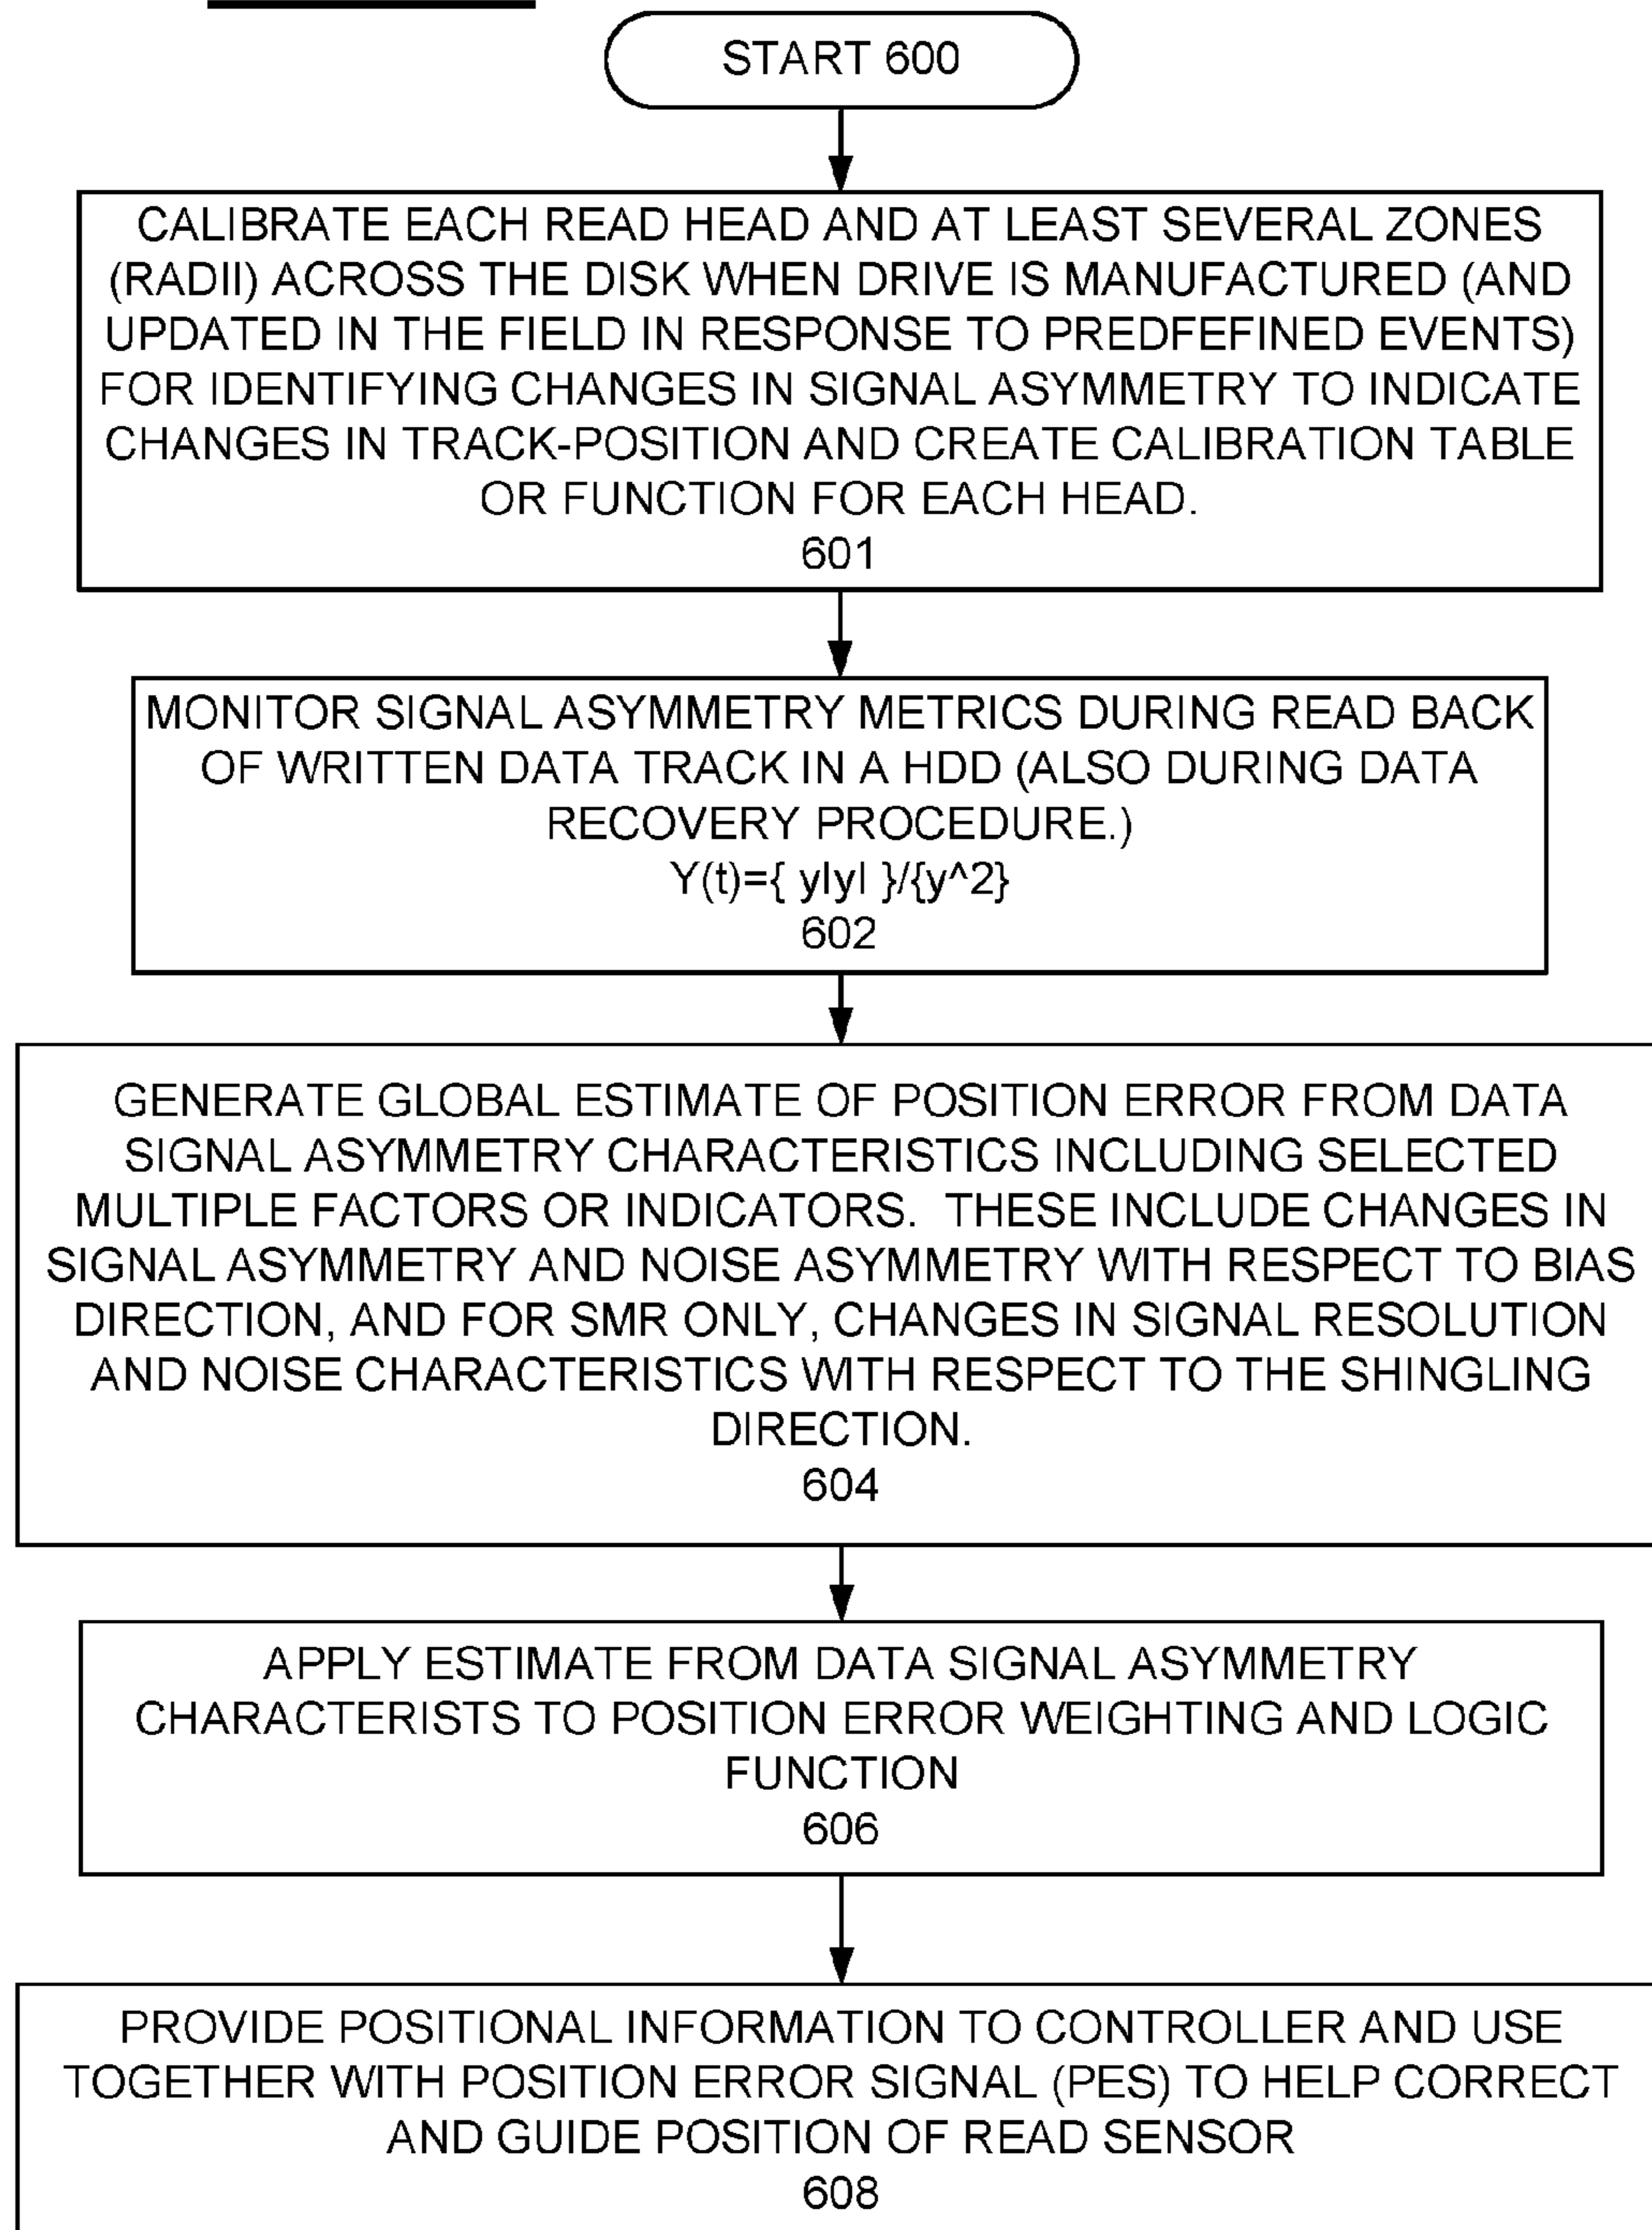 START 600
CALIBRATE EACH READ HEAD AND AT LEAST SEVERAL ZONES
(RADII) ACROSS THE DISK WHEN DRIVE IS MANUFACTURED (AND
UPDATED IN THE FIELD IN RESPONSE TO PREDFEFINED EVENTS)
FOR IDENTIFYING CHANGES IN SIGNAL ASYMMETRY TO INDICATE
CHANGES IN TRACK-POSITION AND CREATE CALIBRATION TABLE
OR FUNCTION FOR EACH HEAD.
601
MONITOR SIGNAL ASYMMETRY METRICS DURING READ BACK
OF WRITTEN DATA TRACK IN A HDD (ALSO DURING DATA
RECOVERY PROCEDURE.)
Y(t)={ y|y| }/{y^2}
602
GENERATE GLOBAL ESTIMATE OF POSITION ERROR FROM DATA
SIGNAL ASYMMETRY CHARACTERISTICS INCLUDING SELECTED
MULTIPLE FACTORS OR INDICATORS.  THESE INCLUDE CHANGES IN
SIGNAL ASYMMETRY AND NOISE ASYMMETRY WITH RESPECT TO BIAS
DIRECTION, AND FOR SMR ONLY, CHANGES IN SIGNAL RESOLUTION
AND NOISE CHARACTERISTICS WITH RESPECT TO THE SHINGLING
DIRECTION.
604
APPLY ESTIMATE FROM DATA SIGNAL ASYMMETRY
CHARACTERISTS TO POSITION ERROR WEIGHTING AND LOGIC
FUNCTION
606
PROVIDE POSITIONAL INFORMATION TO CONTROLLER AND USE
TOGETHER WITH POSITION ERROR SIGNAL (PES) TO HELP CORRECT
AND GUIDE POSITION OF READ SENSOR
608